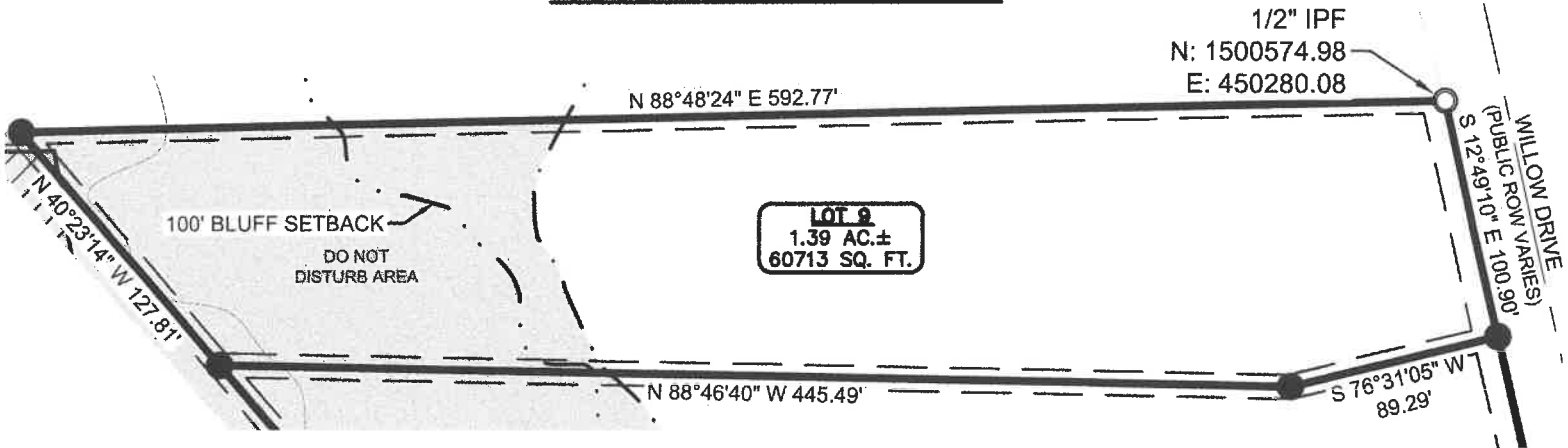 1/2" IPF
N: 1500574.98
E: 450280.08
N 88°48'24" E 592.77'
WILLOW DRIVE
(PUBLIC ROW VARIES)
S 12°49'10" E 100.90'
N 40°23'14" W 127.81'
100' BLUFF SETBACK
DO NOT
DISTURB AREA
LOT 9
1.39 AC.±
60713 SQ. FT.
N 88°46'40" W 445.49'
S 76°31'05" W
89.29'